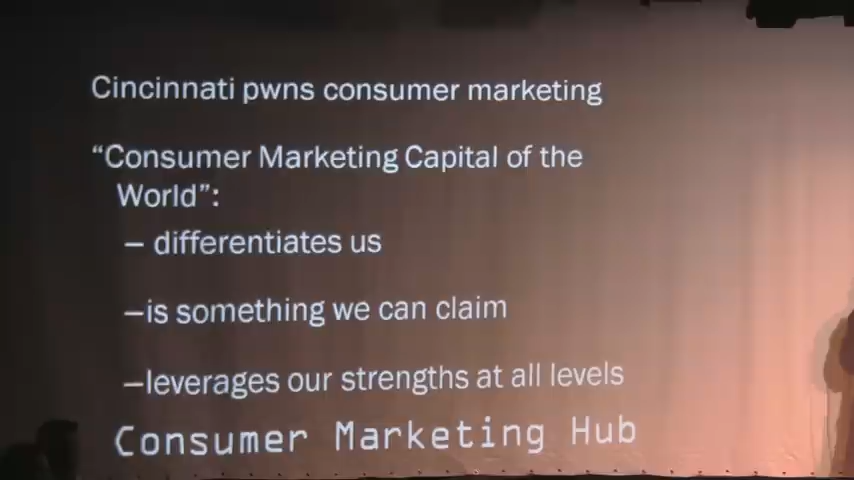 Cincinnati pwns consumer marketing
“Consumer Marketing Capital of the
World”:
– differentiates us
–is something we can claim
–leverages our strengths at all levels
Consumer Marketing Hub